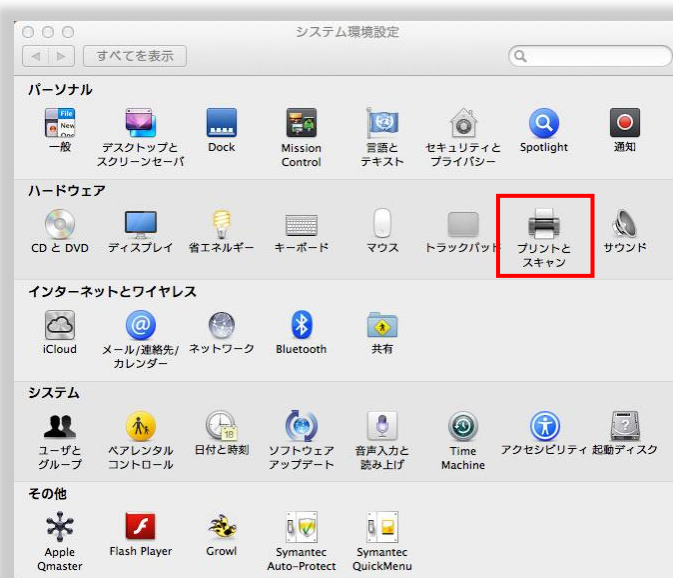 システム環境設定
すべてを表示
パーソナル
File
New
一般
デスクトップと
スクリーンセーバ
Dock
Mission
Control
言語と
テキスト
セキュリティと
プライバシー
Spotlight
通知
ハードウェア
CD と DVD
ディスプレイ
省エネルギー
キーボード
マウス
トラックパッド
プリントと
スキャン
サウンド
インターネットとワイヤレス
iCloud
メール/連絡先/
カレンダー
ネットワーク
Bluetooth
共有
システム
ユーザと
グループ
ペアレンタル
コントロール
18
日付と時刻
ソフトウェア
アップデート
音声入力と
読み上げ
Time
Machine
アクセシビリティ
起動ディスク
その他
Apple
Qmaster
Flash Player
Growl
Symantec
Auto-Protect
Symantec
QuickMenu